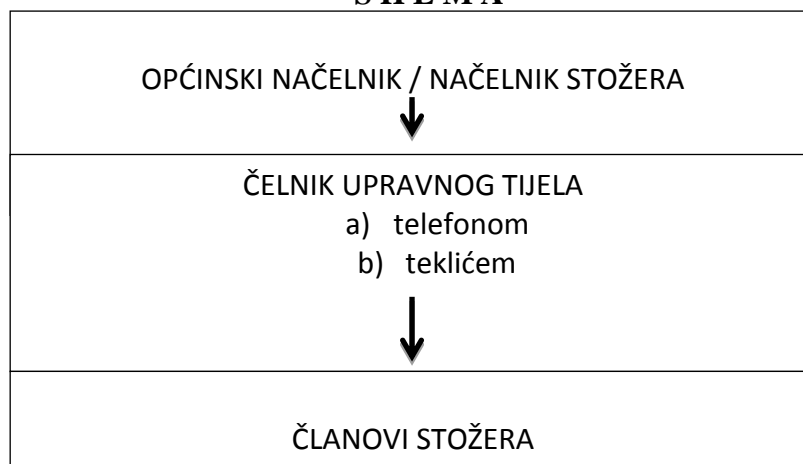 S H E M A
OPĆINSKI NAČELNIK / NAČELNIK STOŽERA
ČELNIK UPRAVNOG TIJELA
a) telefonom
b) teklićem
ČLANOVI STOŽERA